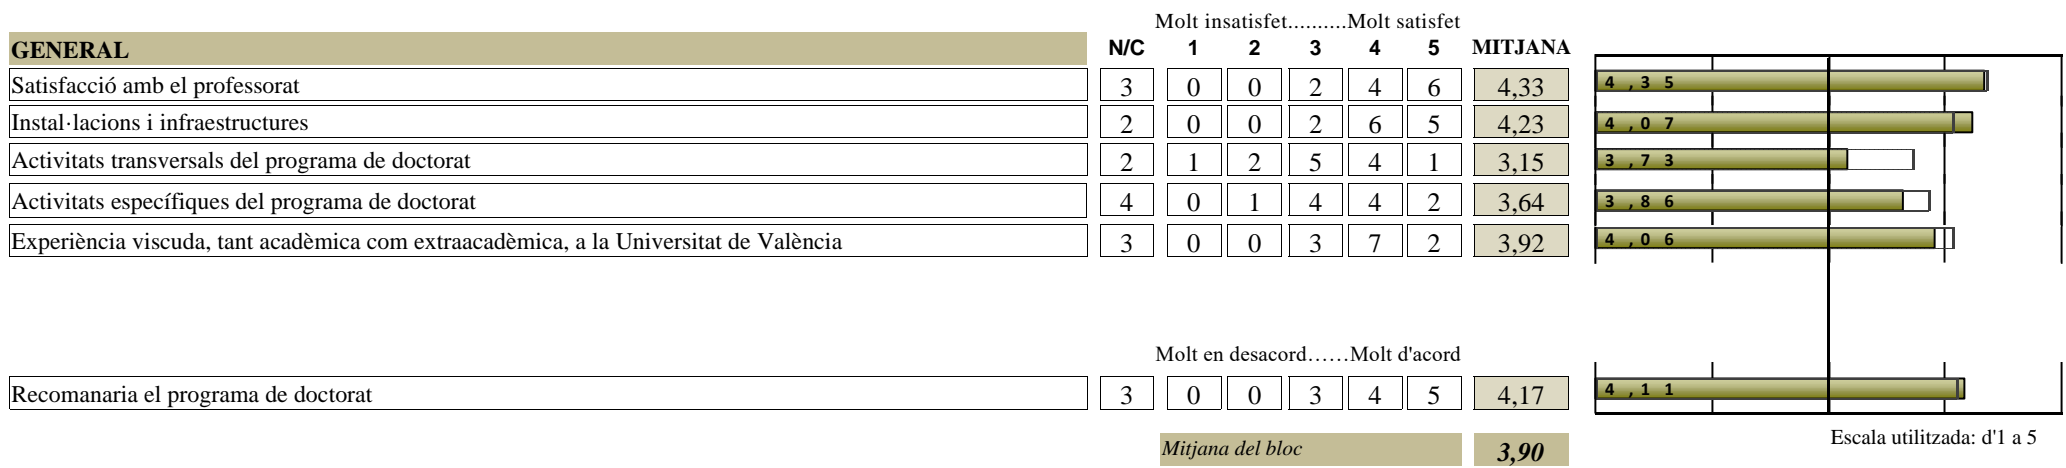 Molt insatisfet..........Molt satisfet
GENERAL N/C 1 2 3 4 5 MITJANA
Satisfacció amb el professorat 3 0 0 2 4 6 4,33 4,35
Instal·lacions i infraestructures 2 0 0 2 6 5 4,23 4,07
Activitats transversals del programa de doctorat 2 1 2 5 4 1 3,15 3,73
Activitats específiques del programa de doctorat 4 0 1 4 4 2 3,64 3,86
Experiència viscuda, tant acadèmica com extraacadèmica, a la Universitat de València 3 0 0 3 7 2 3,92 4,06
Molt en desacord......Molt d'acord
Recomanaria el programa de doctorat 3 0 0 3 4 5 4,17 4,11
Escala utilitzada: d'1 a 5
Mitjana del bloc 3,90